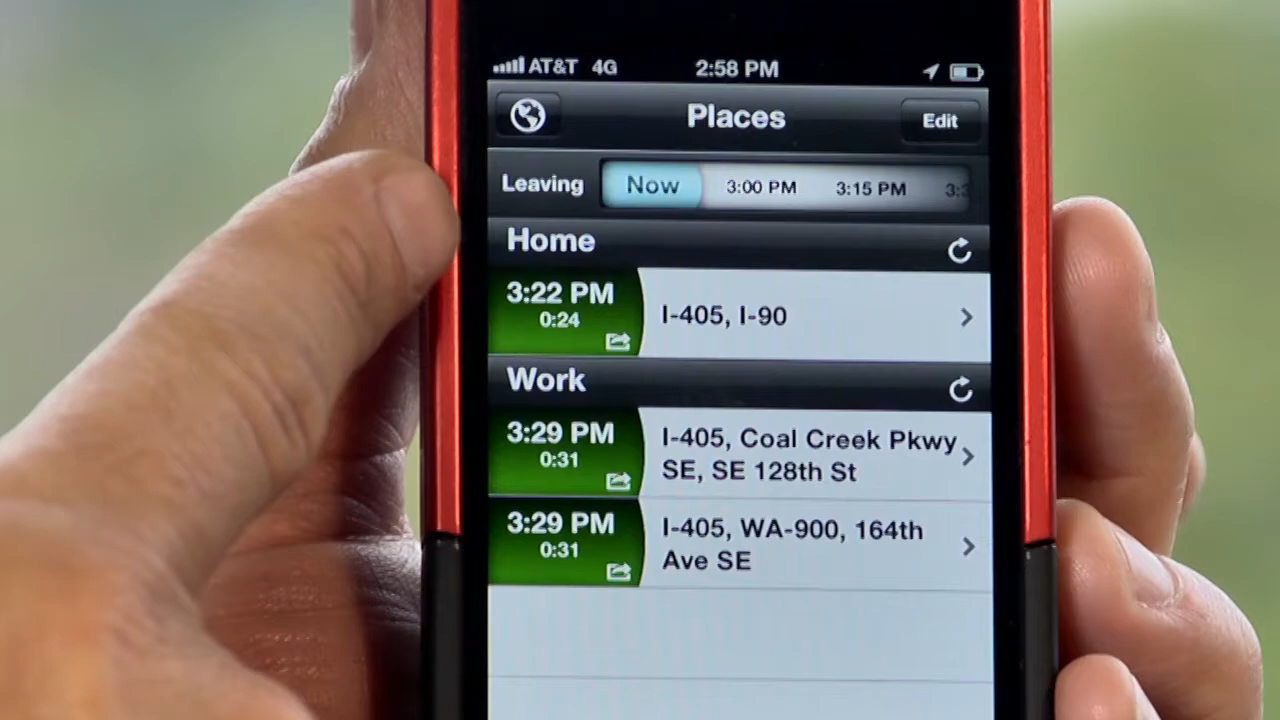 AT&T 4G 2:58 PM
Places
Edit
Leaving Now 3:00 PM 3:15 PM
Home
3:22 PM
0:24
I-405, I-90
Work
3:29 PM
0:31
I-405, Coal Creek Pkwy
SE, SE 128th St
3:29 PM
0:31
I-405, WA-900, 164th
Ave SE